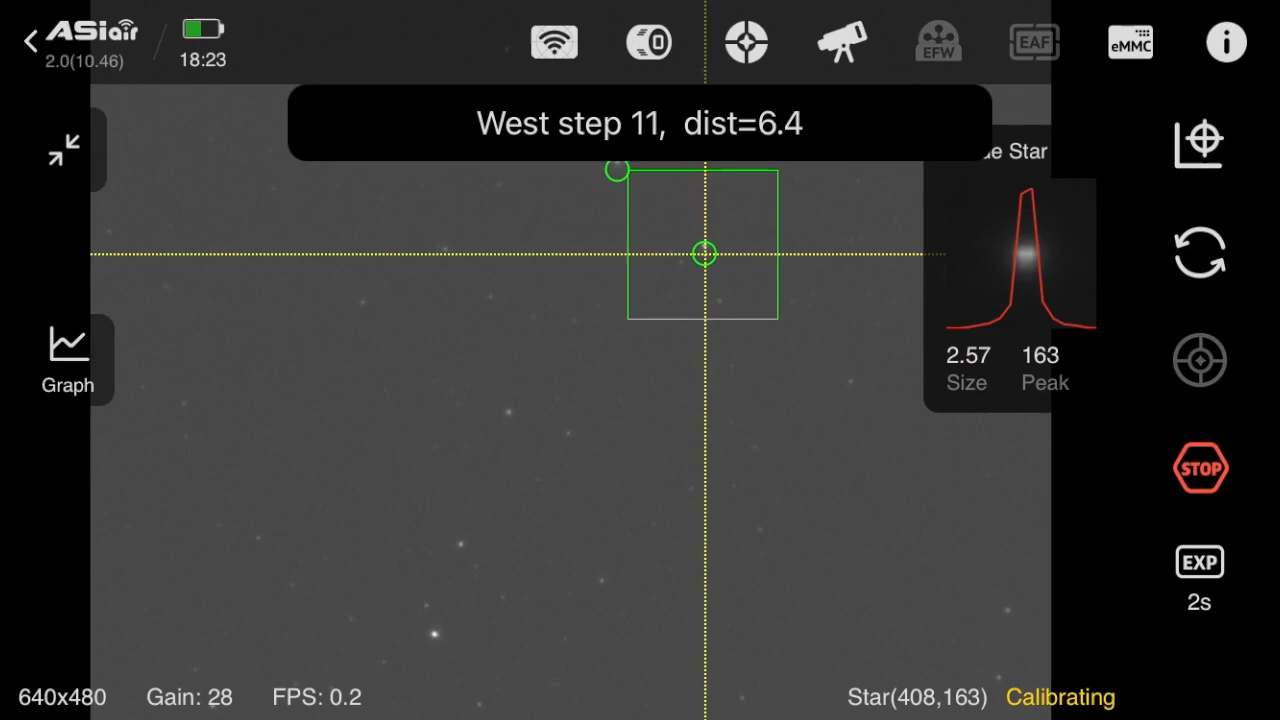 ASIair
2.0(10.46)
18:23
EFW
EAF
eMMC
West step 11, dist=6.4
Star
Graph
2.57
163
Size
Peak
STOP
EXP
2s
640x480
Gain: 28
FPS: 0.2
Star(408,163)
Calibrating